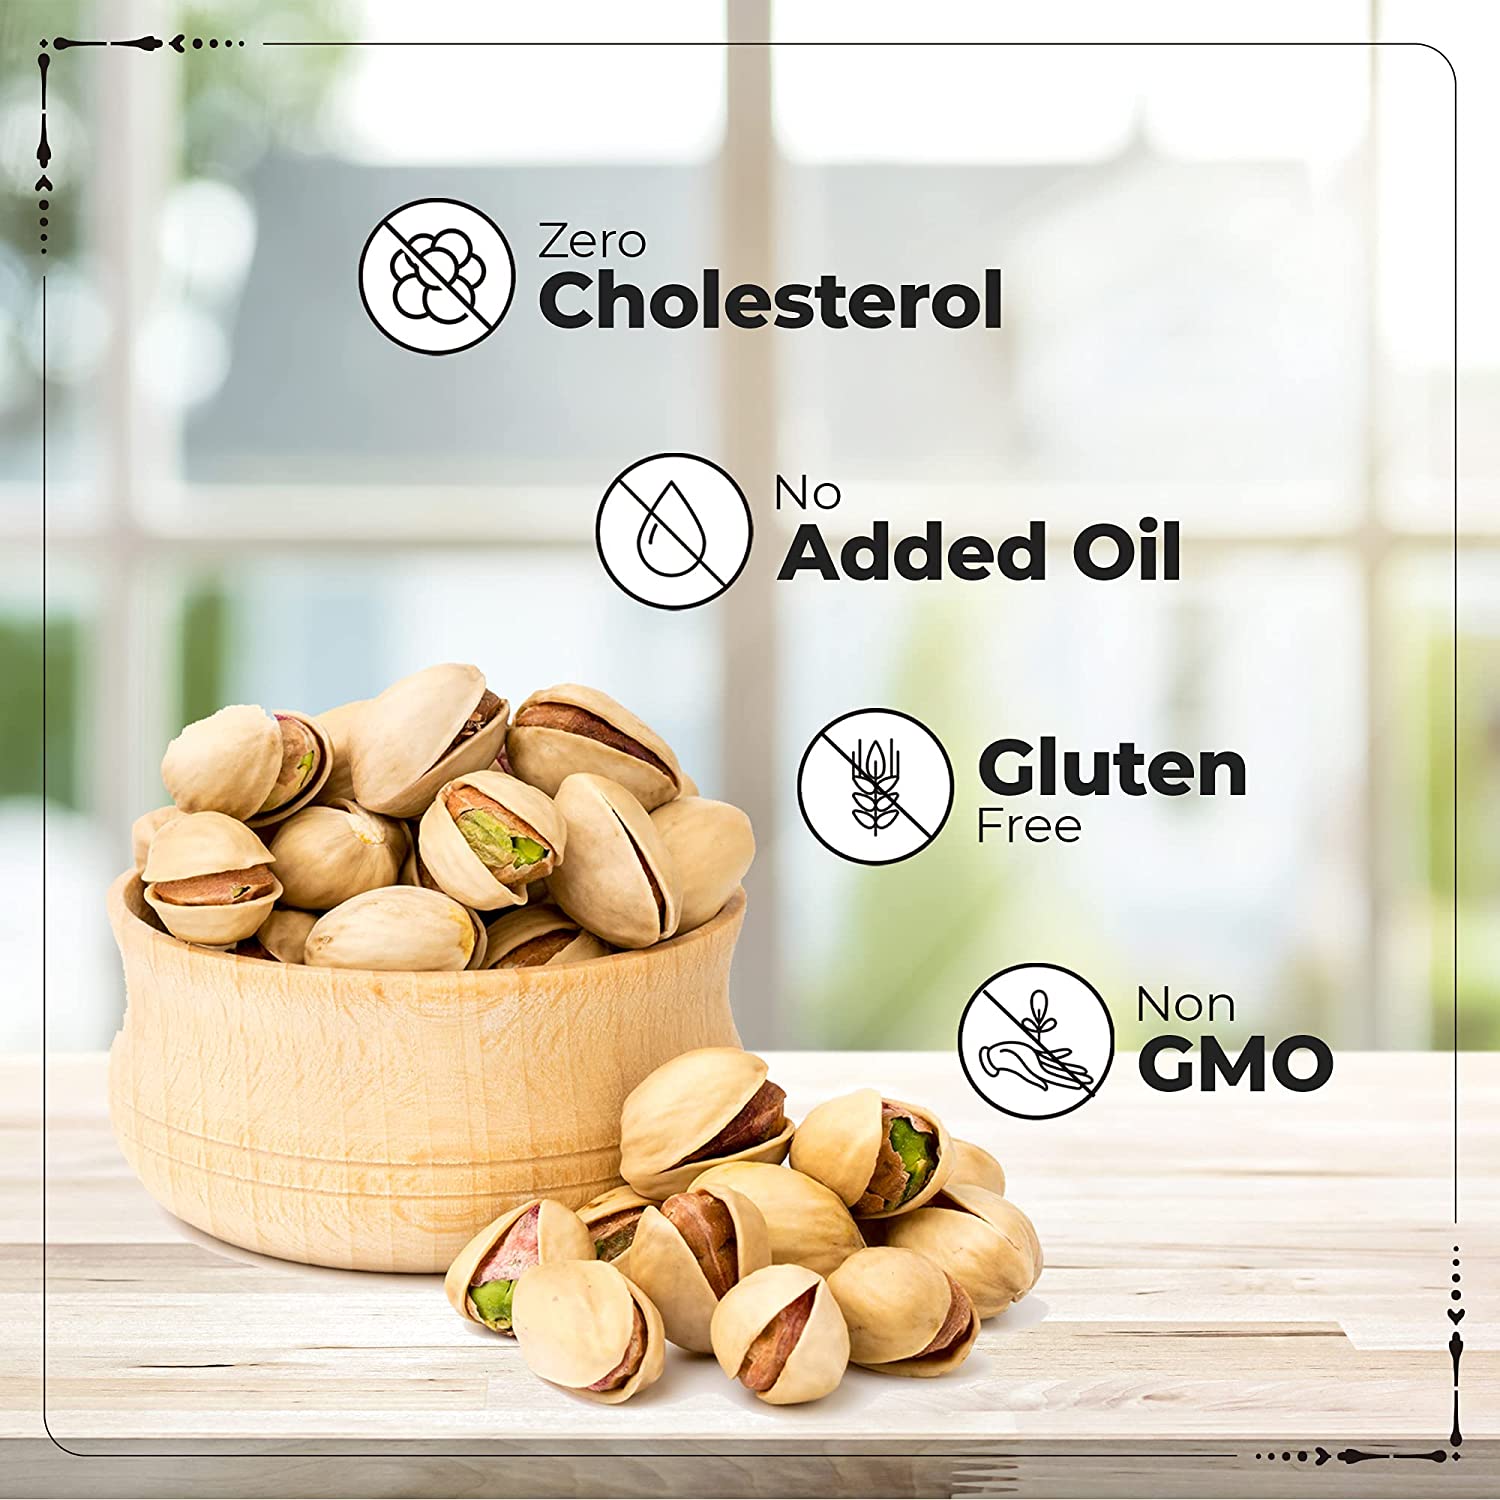 Zero
Cholesterol
No
Added Oil
Gluten
Free
Non
GMO